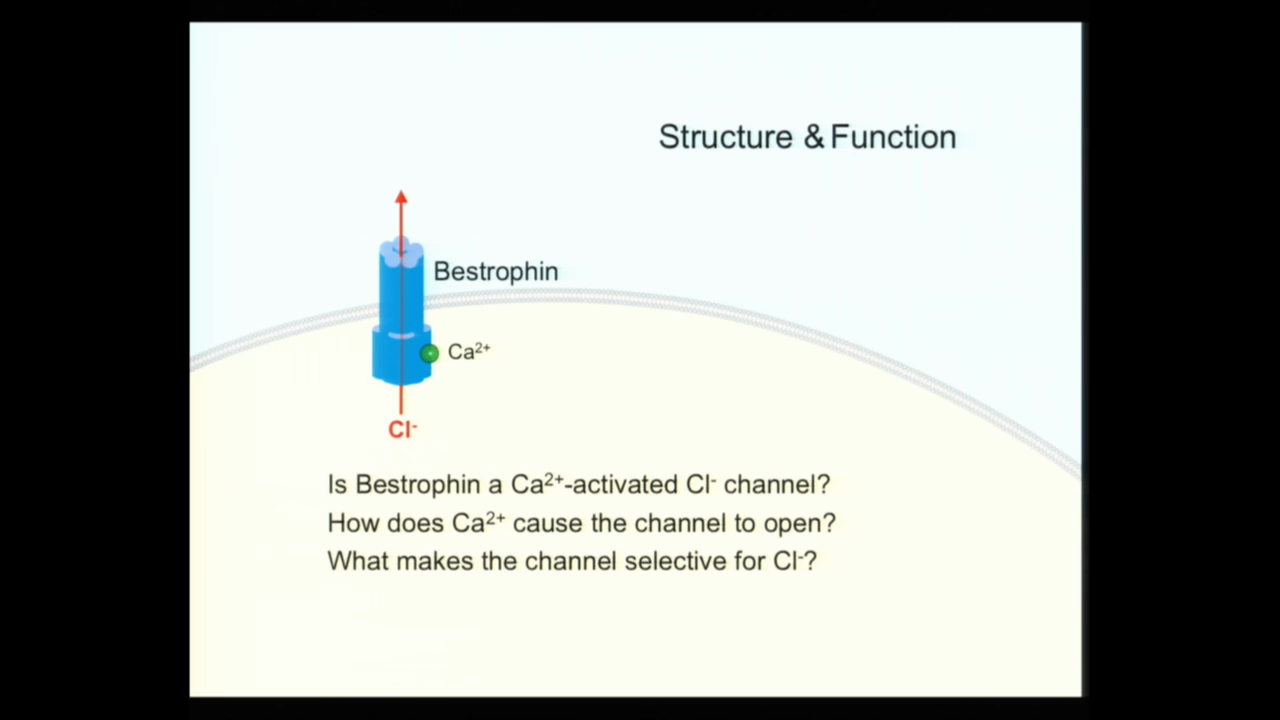 Structure & Function
Bestrophin
Ca²⁺
Cl⁻
Is Bestrophin a Ca²⁺-activated Cl⁻ channel?
How does Ca²⁺ cause the channel to open?
What makes the channel selective for Cl⁻?